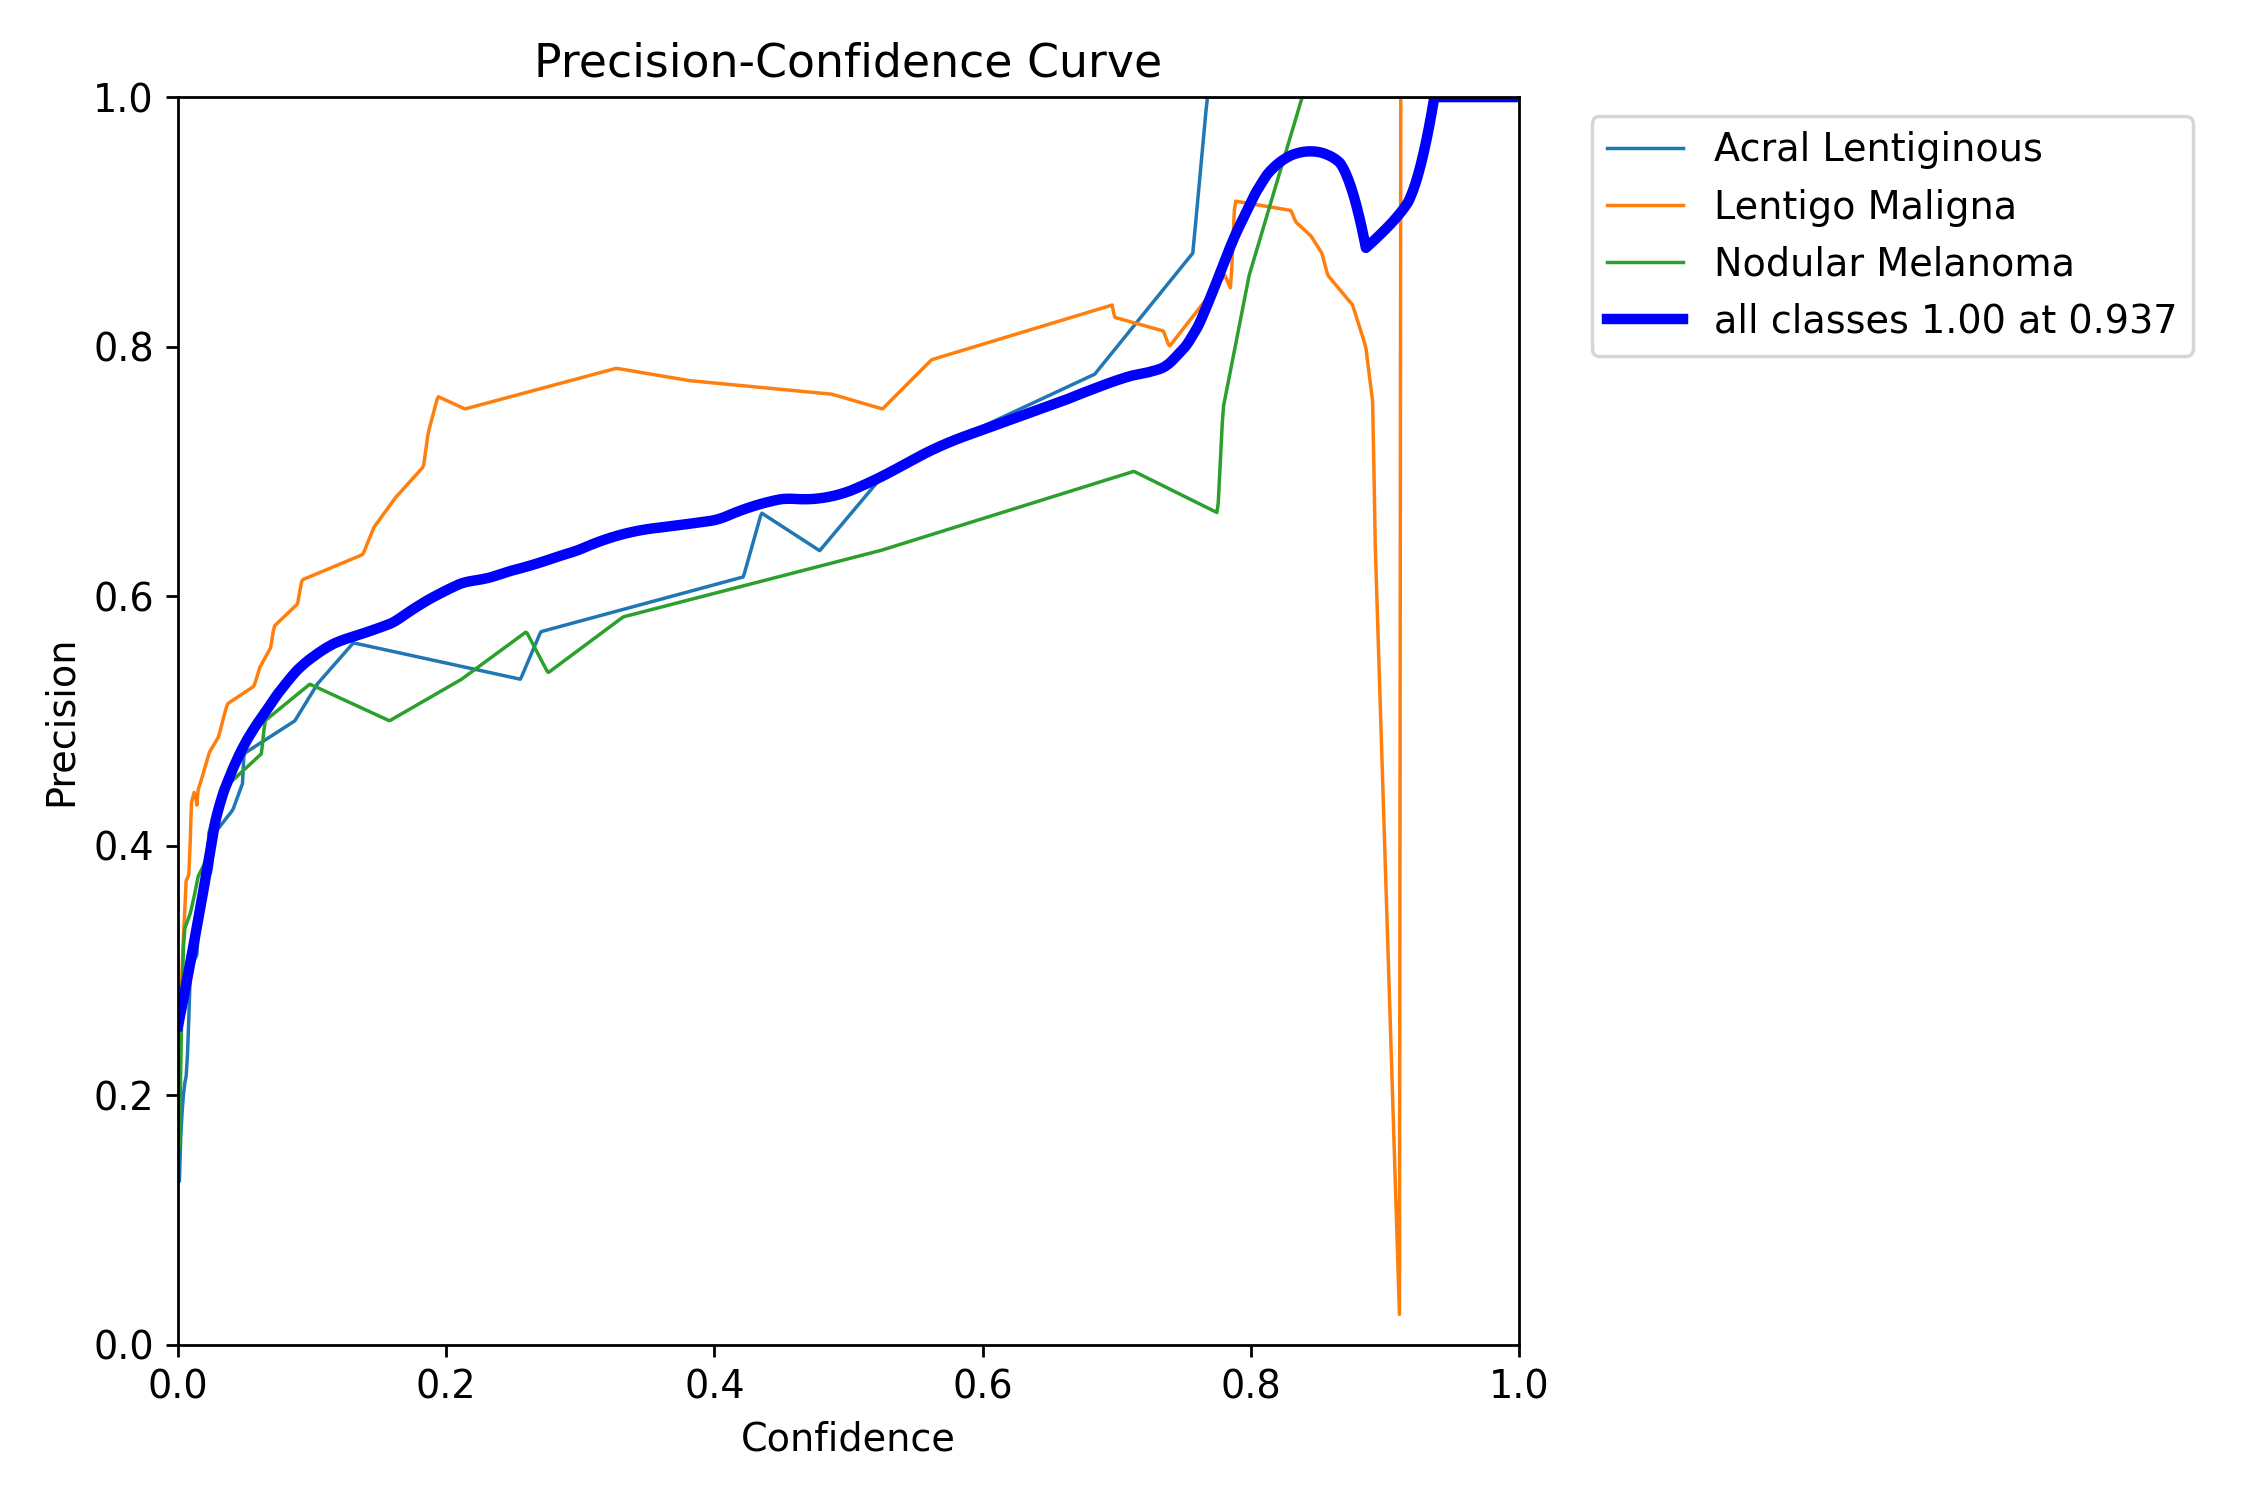 Precision-Confidence Curve
1.0
0.8
0.6
0.4
0.2
0.0
Precision
0.0 0.2 0.4 0.6 0.8 1.0
Confidence
Acral Lentiginous
Lentigo Maligna
Nodular Melanoma
all classes 1.00 at 0.937